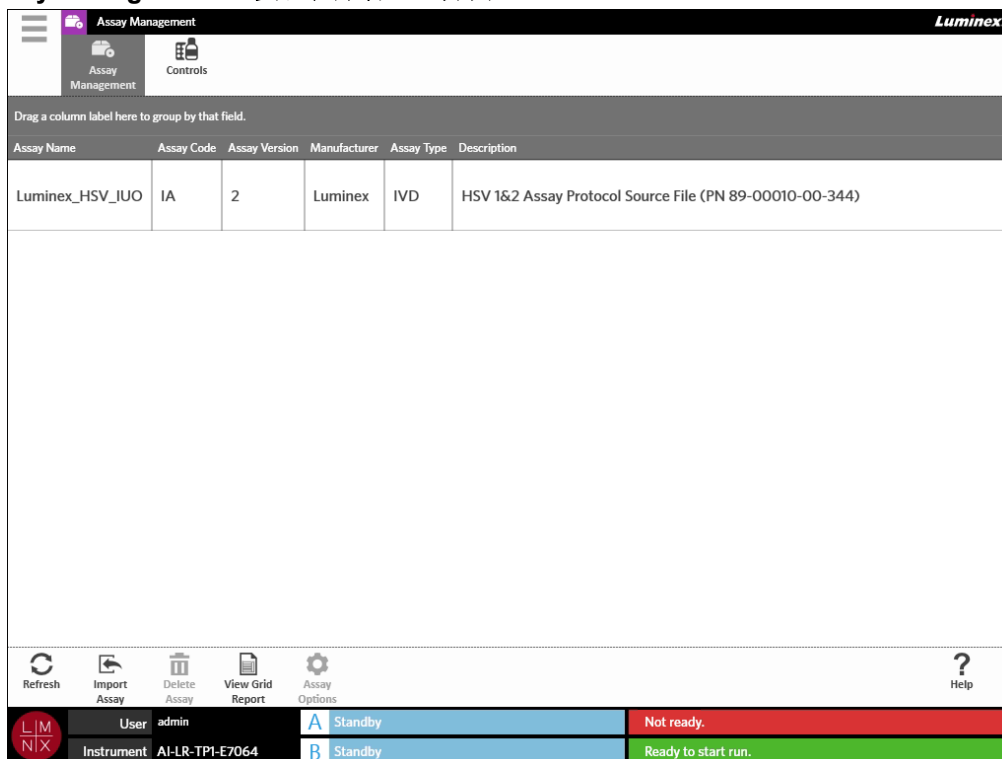 Assay Management
Luminex
Assay
Management
Controls
Drag a column label here to group by that field.
Assay Name Assay Code Assay Version Manufacturer Assay Type Description
Luminex_HSV_IUO IA 2 Luminex IVD HSV 1&2 Assay Protocol Source File (PN 89-00010-00-344)
Refresh
Import
Assay
Delete
Assay
View Grid
Report
Assay
Options
Help
L M
N X
User admin A Standby Not ready.
Instrument AI-LR-TP1-E7064 B Standby Ready to start run.